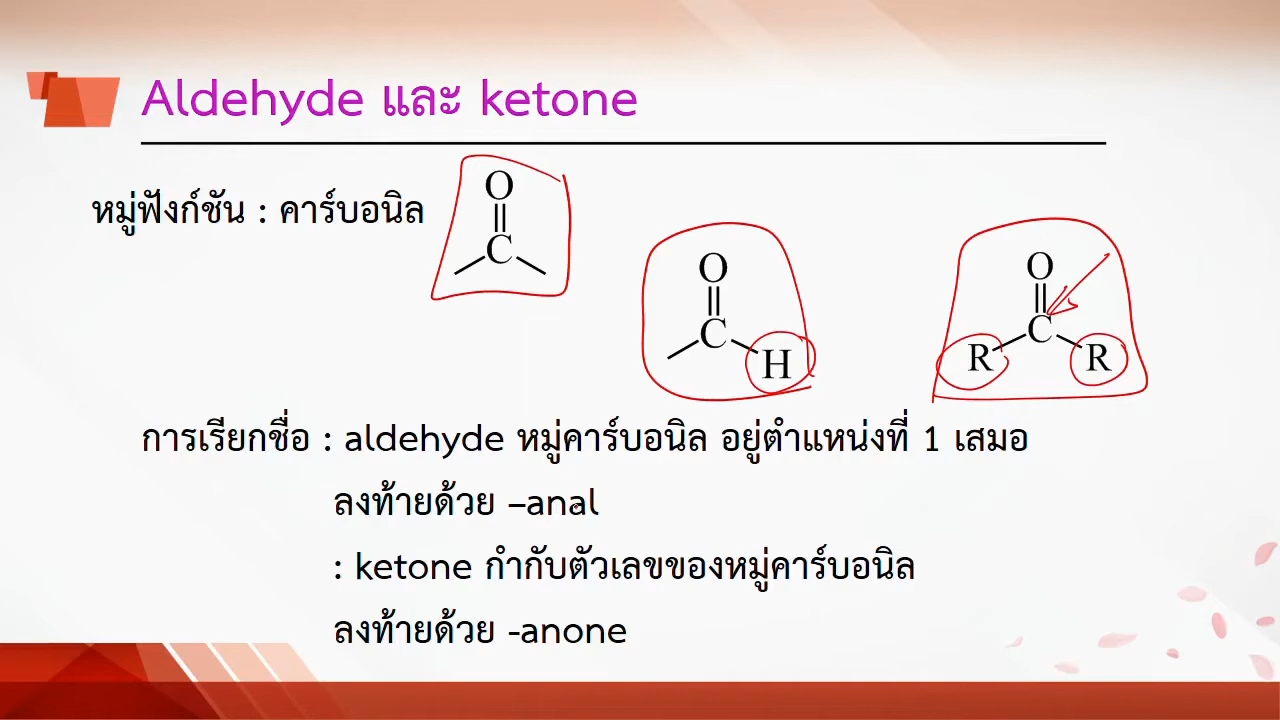 Aldehyde และ ketone
หมู่ฟังก์ชัน : คาร์บอนิล
O
C
O
C
H
O
C
R R
การเรียกชื่อ : aldehyde หมู่คาร์บอนิล อยู่ตำแหน่งที่ 1 เสมอ
ลงท้ายด้วย –anal
: ketone กำกับตัวเลขของหมู่คาร์บอนิล
ลงท้ายด้วย -anone